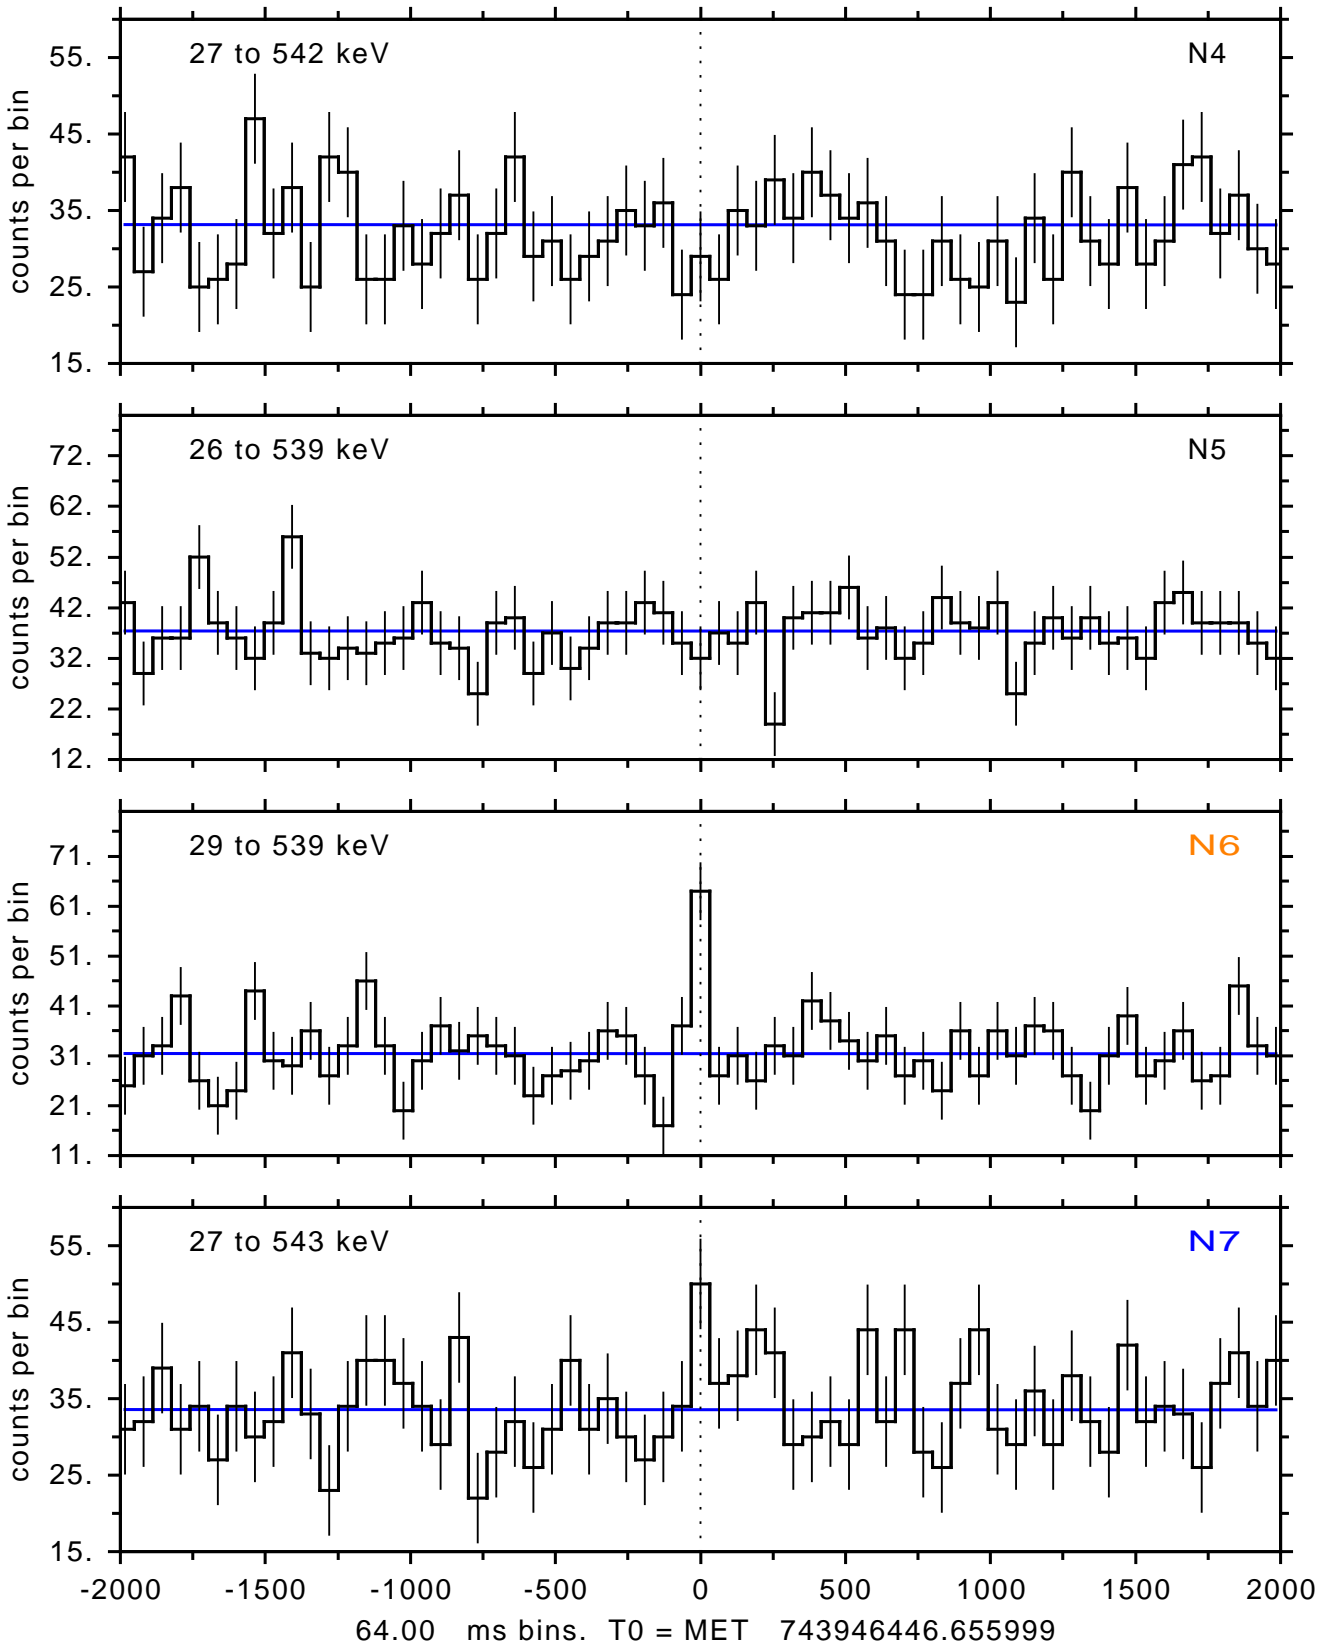 27 to 542 keV N4
counts per bin
55.
45.
35.
25.
15.
26 to 539 keV N5
counts per bin
72.
62.
52.
42.
32.
22.
12.
29 to 539 keV N6
counts per bin
71.
61.
51.
41.
31.
21.
11.
27 to 543 keV N7
counts per bin
55.
45.
35.
25.
15.
-2000 -1500 -1000 -500 0 500 1000 1500 2000
64.00 ms bins. T0 = MET 743946446.655999